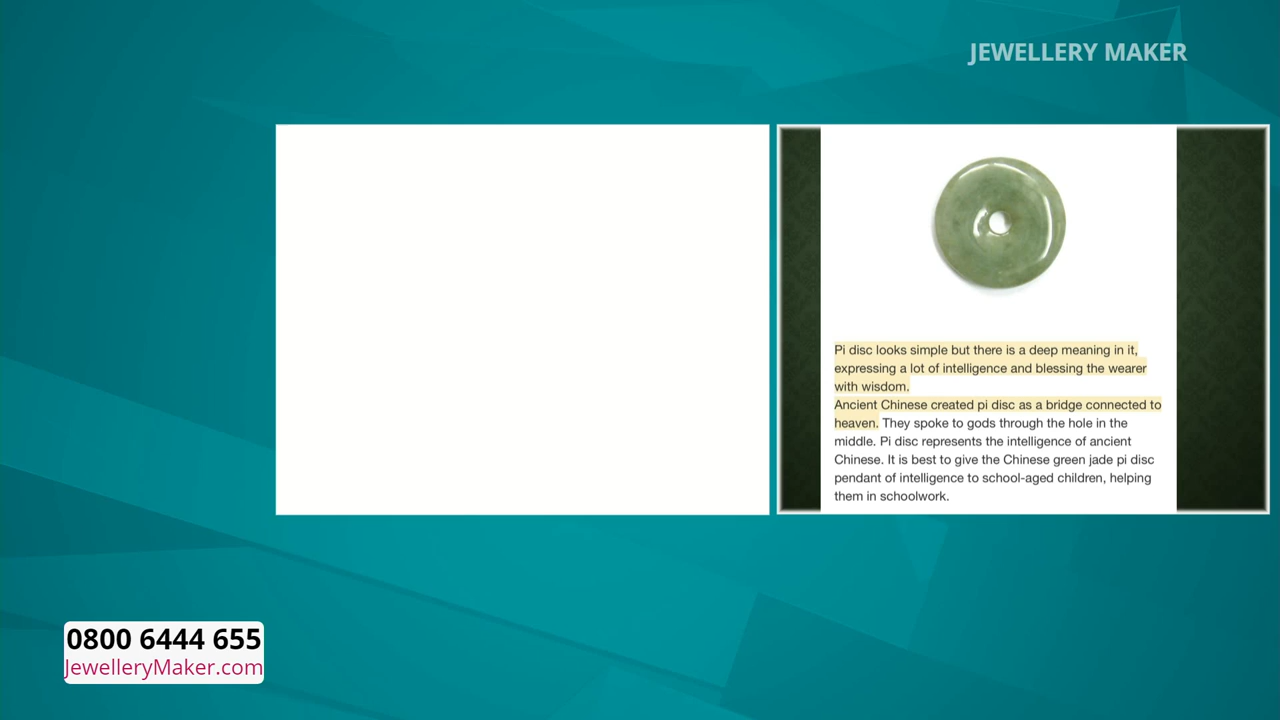 JEWELLERY MAKER
Pi disc looks simple but there is a deep meaning in it,
expressing a lot of intelligence and blessing the wearer
with wisdom.
Ancient Chinese created pi disc as a bridge connected to
heaven. They spoke to gods through the hole in the
middle. Pi disc represents the intelligence of ancient
Chinese. It is best to give the Chinese green jade pi disc
pendant of intelligence to school-aged children, helping
them in schoolwork.
0800 6444 655
JewelleryMaker.com